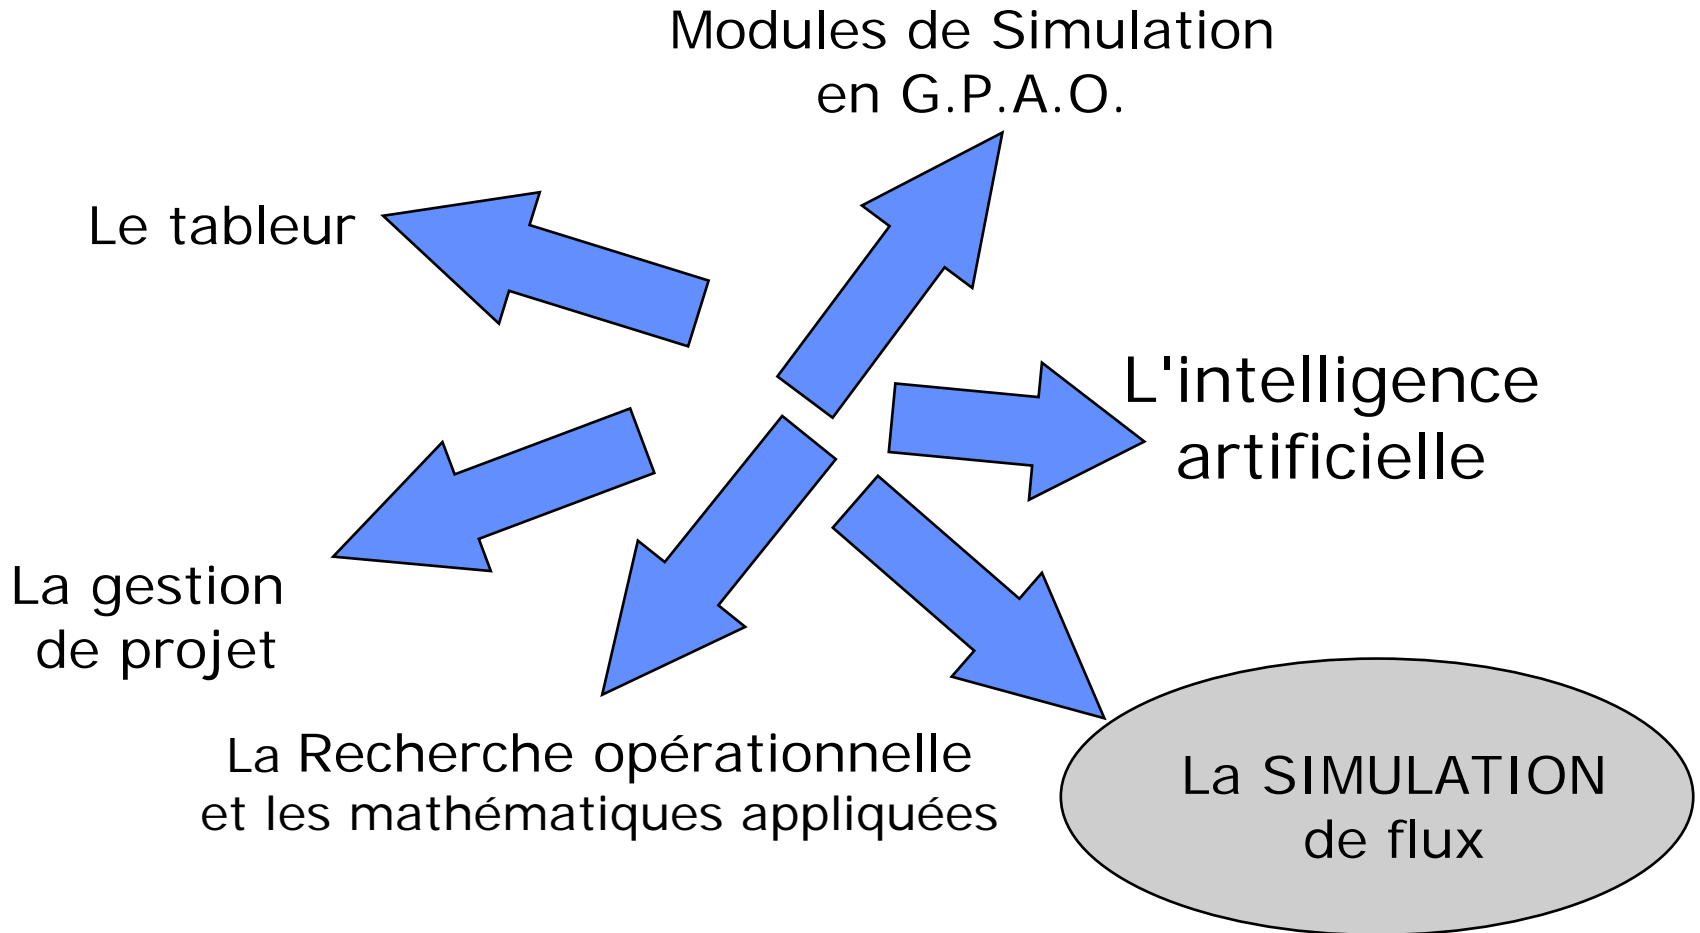 Modules de Simulation
en G.P.A.O.
Le tableur
L'intelligence
artificielle
La gestion
de projet
La Recherche opérationnelle
et les mathématiques appliquées
La SIMULATION
de flux